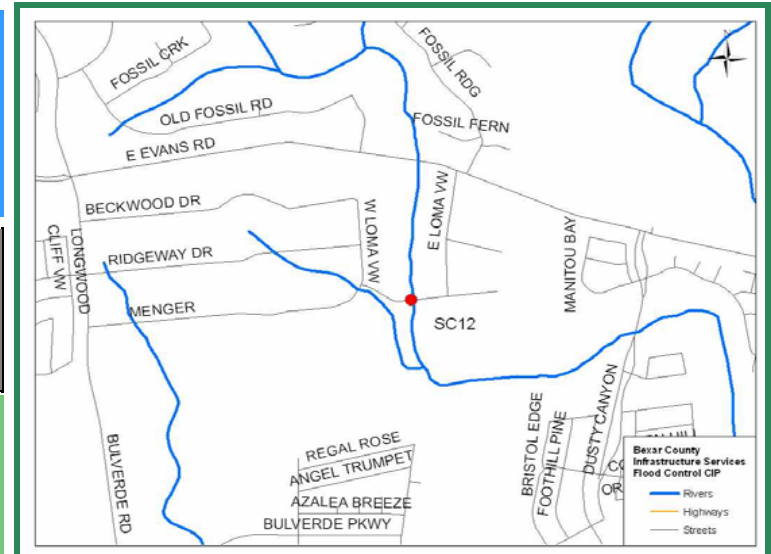 N
FOSSIL CRK
FOSSIL RDG
OLD FOSSIL RD
FOSSIL FERN
E EVANS RD
BECKWOOD DR
W LOMA VW
E LOMA VW
CLIFF VW
LONGWOOD
RIDGEWAY DR
MANITOU BAY
MENGER
SC12
BULVERDE RD
REGAL ROSE
ANGEL TRUMPET
AZALEA BREEZE
BULVERDE PKWY
BRISTOL EDGE
FOOTHILL PINE
DUSTY CANYON
CO
OR
Bexar County
Infrastructure Services
Flood Control CIP
Rivers
Highways
Streets